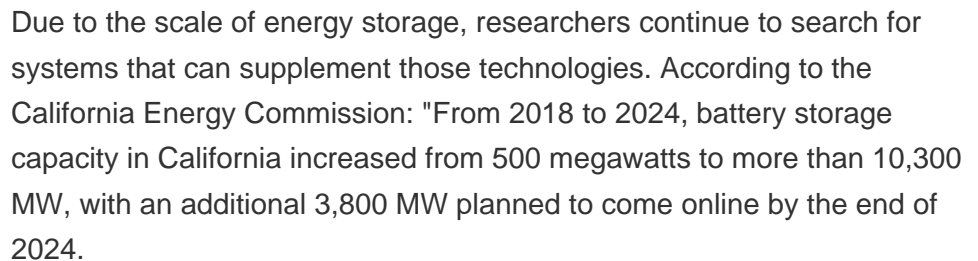 Due to the scale of energy storage, researchers continue to search for
systems that can supplement those technologies. According to the
California Energy Commission: "From 2018 to 2024, battery storage
capacity in California increased from 500 megawatts to more than 10,300
MW, with an additional 3,800 MW planned to come online by the end of
2024.